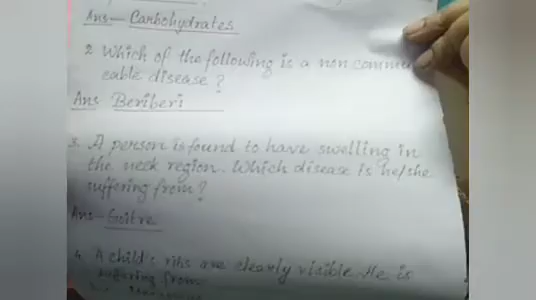 Ans - Carbohydrates
2. Which of the following is a non commu
cable disease?
Ans Beriberi
3. A person is found to have swelling in
the neck region. Which disease is he/she
suffering from?
Ans - Goitre
4. A child's ribs are clearly visible. He is
suffering from